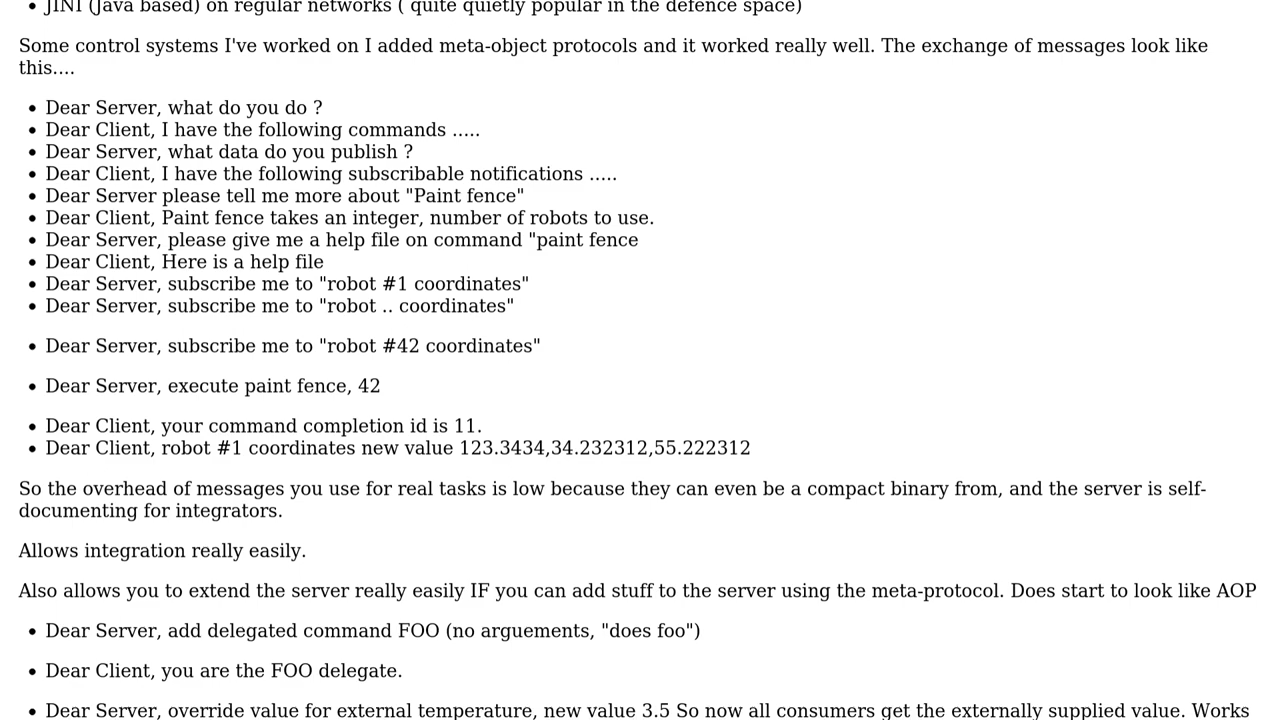 • JINI (Java based) on regular networks ( quite quietly popular in the defence space)
Some control systems I've worked on I added meta-object protocols and it worked really well. The exchange of messages look like
this....
• Dear Server, what do you do ?
• Dear Client, I have the following commands .....
• Dear Server, what data do you publish ?
• Dear Client, I have the following subscribable notifications .....
• Dear Server please tell me more about "Paint fence"
• Dear Client, Paint fence takes an integer, number of robots to use.
• Dear Server, please give me a help file on command "paint fence
• Dear Client, Here is a help file
• Dear Server, subscribe me to "robot #1 coordinates"
• Dear Server, subscribe me to "robot .. coordinates"
• Dear Server, subscribe me to "robot #42 coordinates"
• Dear Server, execute paint fence, 42
• Dear Client, your command completion id is 11.
• Dear Client, robot #1 coordinates new value 123.3434,34.232312,55.222312
So the overhead of messages you use for real tasks is low because they can even be a compact binary from, and the server is self-
documenting for integrators.
Allows integration really easily.
Also allows you to extend the server really easily IF you can add stuff to the server using the meta-protocol. Does start to look like AOP
• Dear Server, add delegated command FOO (no arguements, "does foo")
• Dear Client, you are the FOO delegate.
• Dear Server, override value for external temperature, new value 3.5 So now all consumers get the externally supplied value. Works